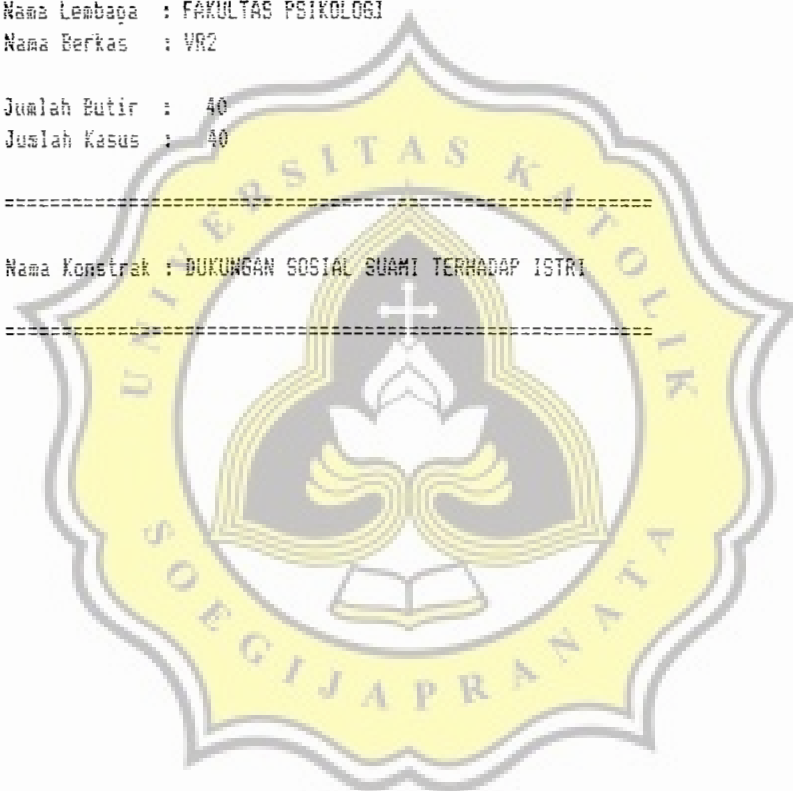 Nama Lembaga : FAKULTAS PSIKOLOGI
Nama Berkas : VR2
Jumlah Butir : 40
Jumlah Kasus : 40
Nama Konstrak : DUKUNGAN SOSIAL SUAMI TERHADAP ISTRI
UNIVERSITAS KATOLIK
SOEGIJAPRANATA